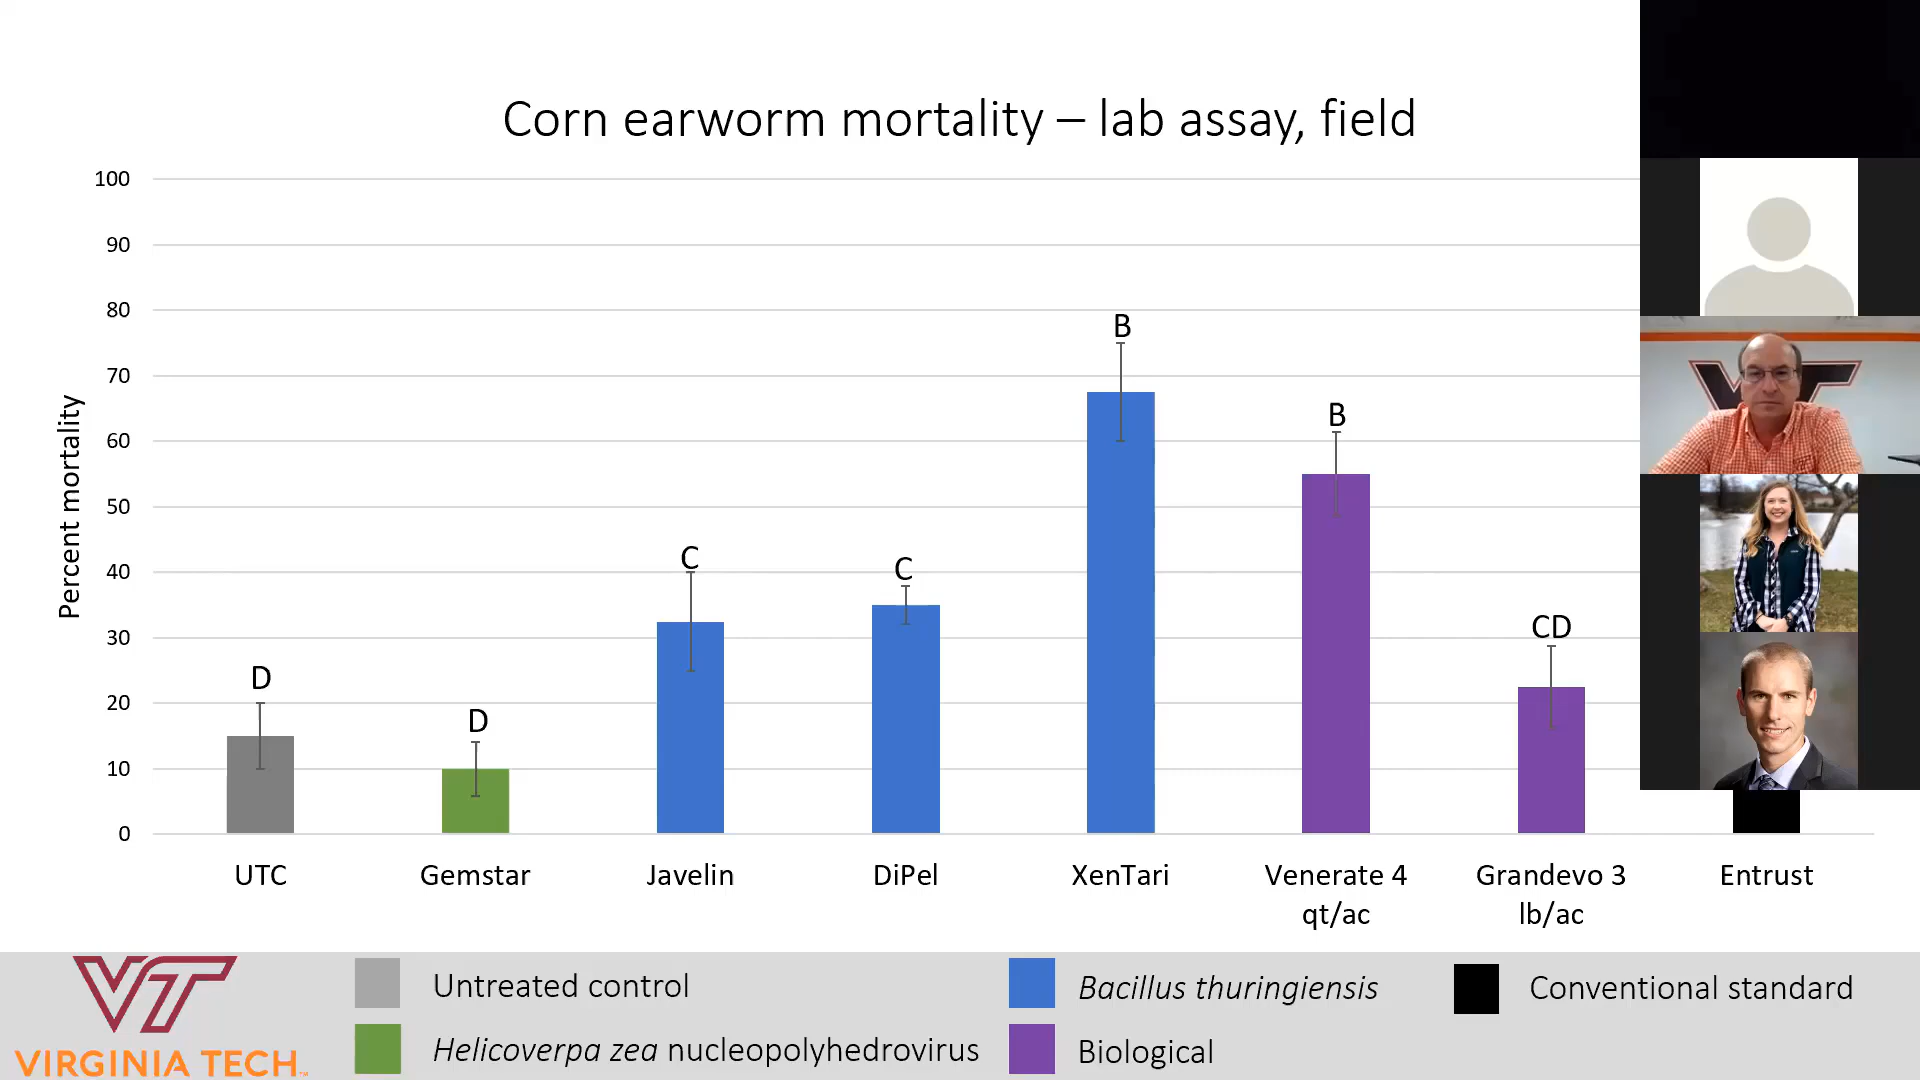 Corn earworm mortality – lab assay, field
100
90
80
70
60
50
40
30
20
10
0
Percent mortality
D
D
C
C
B
B
CD
UTC
Gemstar
Javelin
DiPel
XenTari
Venerate 4
qt/ac
Grandevo 3
lb/ac
Entrust
VT
VIRGINIA TECH™
Untreated control
Helicoverpa zea nucleopolyhedrovirus
Bacillus thuringiensis
Biological
Conventional standard